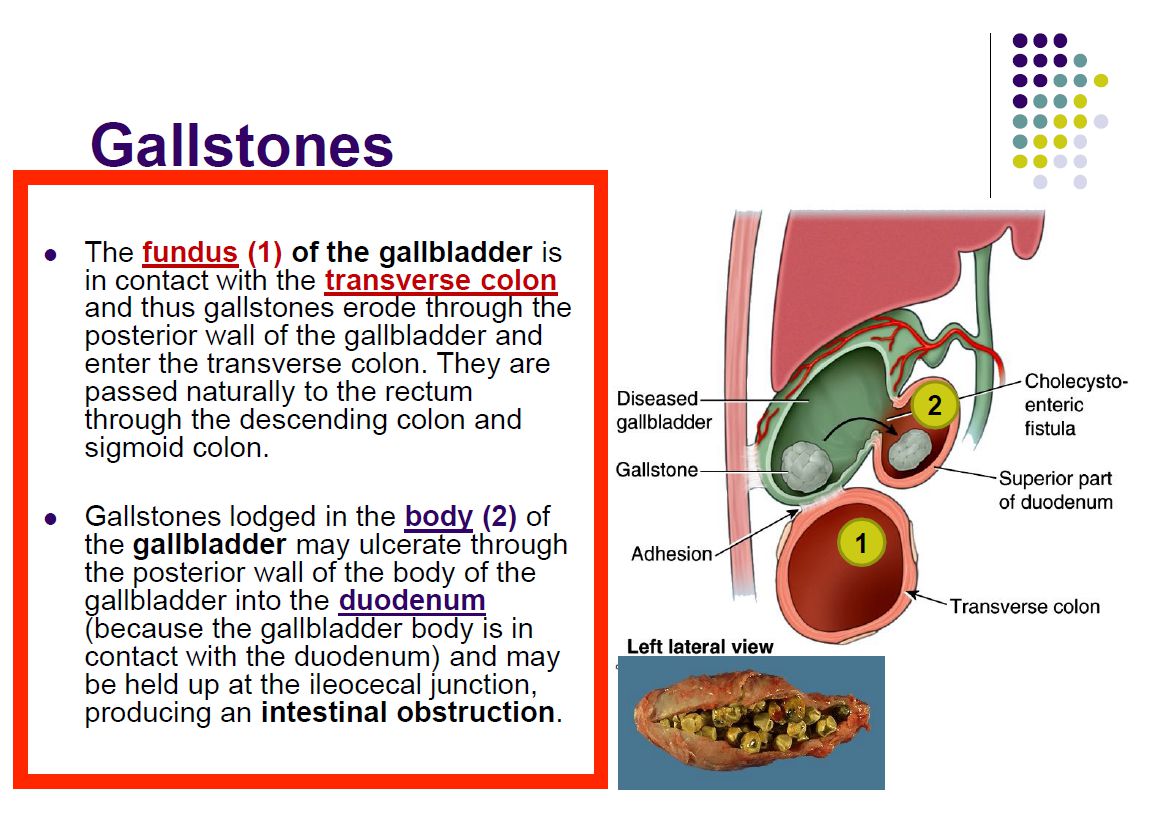 Gallstones
The fundus (1) of the gallbladder is
in contact with the transverse colon
and thus gallstones erode through the
posterior wall of the gallbladder and
enter the transverse colon. They are
passed naturally to the rectum
through the descending colon and
sigmoid colon.
Gallstones lodged in the body (2) of
the gallbladder may ulcerate through
the posterior wall of the body of the
gallbladder into the duodenum
(because the gallbladder body is in
contact with the duodenum) and may
be held up at the ileocecal junction,
producing an intestinal obstruction.
Diseased
gallbladder
Gallstone
Adhesion
2
1
Cholecysto-
enteric
fistula
Superior part
of duodenum
Transverse colon
Left lateral view